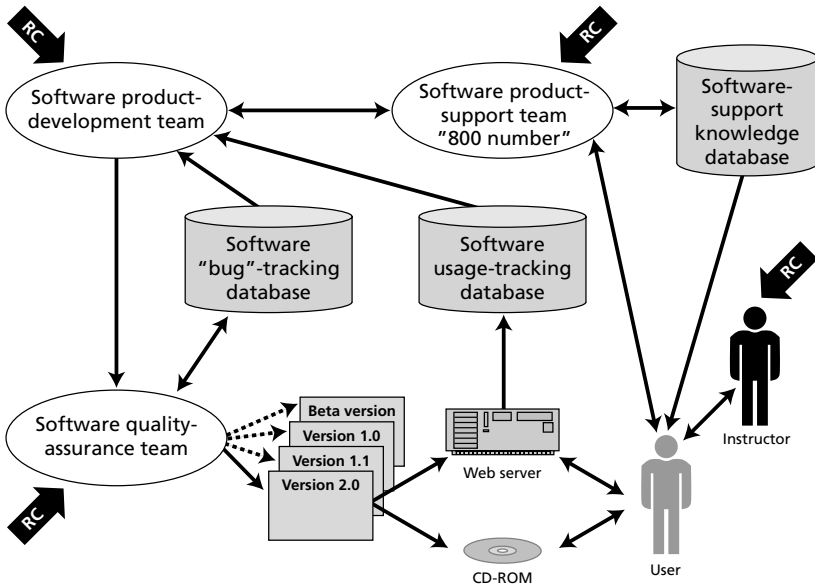 RC
RC
Software product-
development team
Software product-
support team
"800 number"
Software-
support
knowledge
database
Software
"bug"-tracking
database
Software
usage-tracking
database
RC
Software quality-
assurance team
Beta version
Version 1.0
Version 1.1
Version 2.0
Web server
Instructor
RC
CD-ROM
User